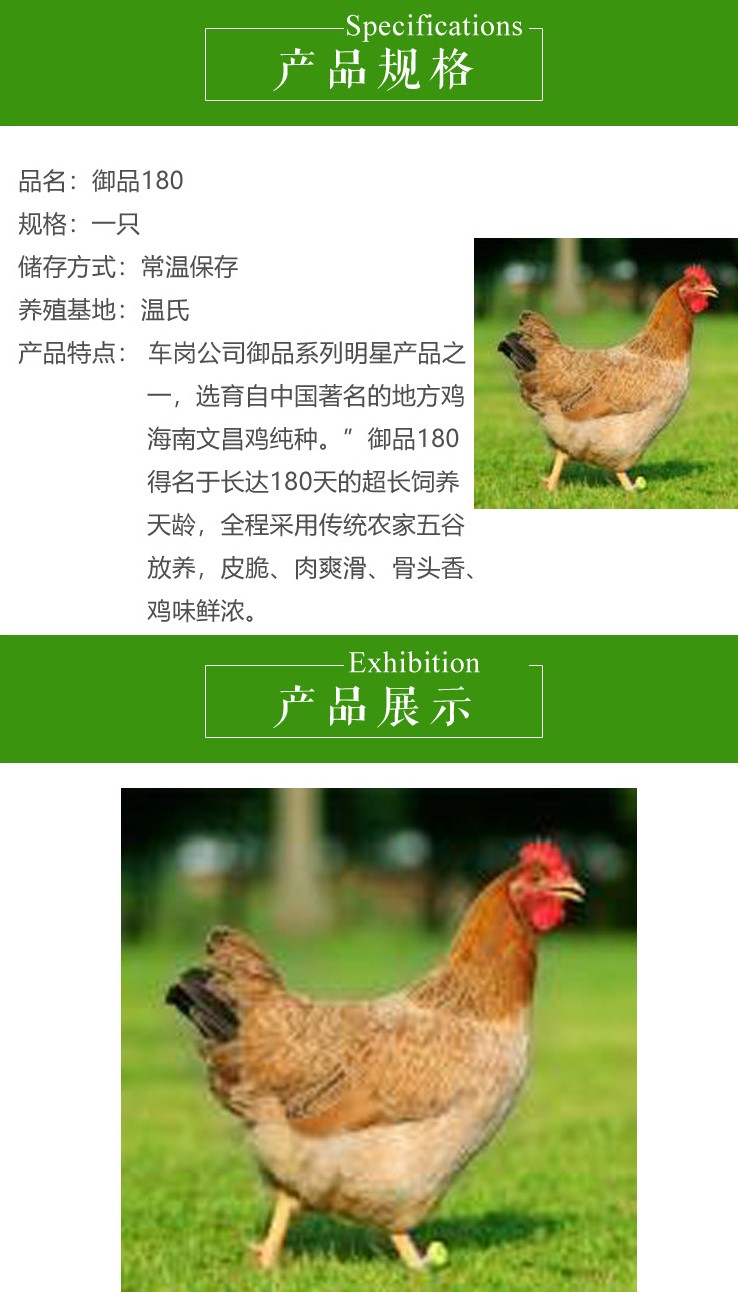 Specifications
产品规格
品名：御品180
规格：一只
储存方式：常温保存
养殖基地：温氏
产品特点： 车岗公司御品系列明星产品之
一，选育自中国著名的地方鸡
海南文昌鸡纯种。”御品180
得名于长达180天的超长饲养
天龄，全程采用传统农家五谷
放养，皮脆、肉爽滑、骨头香、
鸡味鲜浓。
Exhibition
产品展示